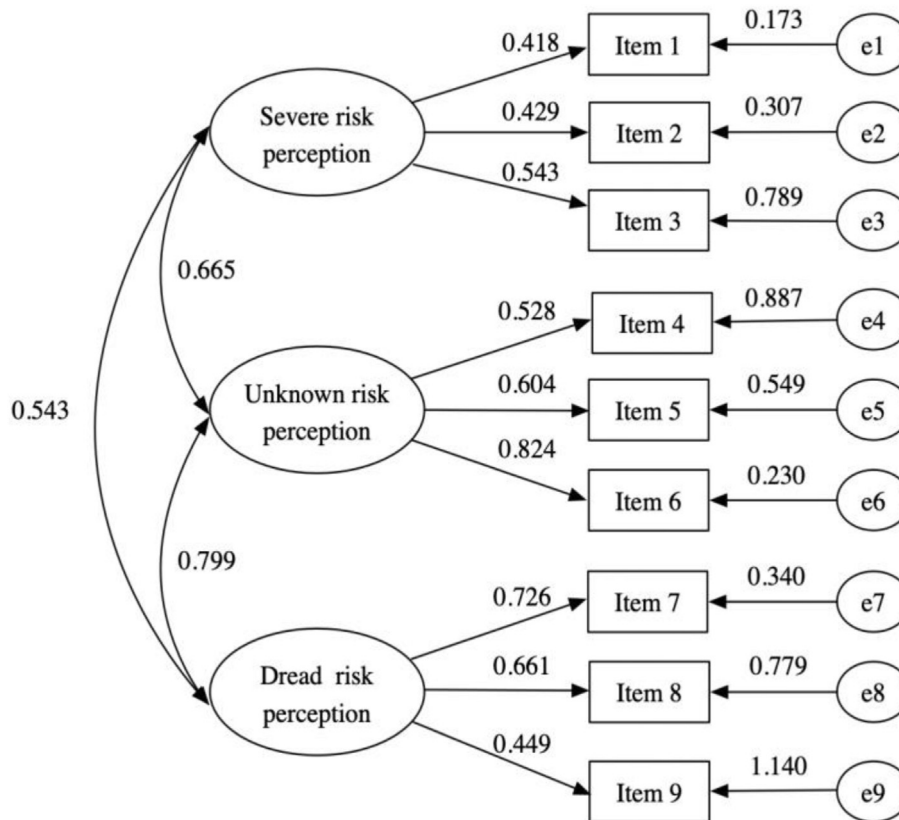 0.418
Item 1
0.173
e1
Severe risk
perception
0.429
Item 2
0.307
e2
0.543
Item 3
0.789
e3
0.665
0.528
Item 4
0.887
e4
0.543
Unknown risk
perception
0.604
Item 5
0.549
e5
0.824
Item 6
0.230
e6
0.799
0.726
Item 7
0.340
e7
Dread risk
perception
0.661
Item 8
0.779
e8
0.449
Item 9
1.140
e9